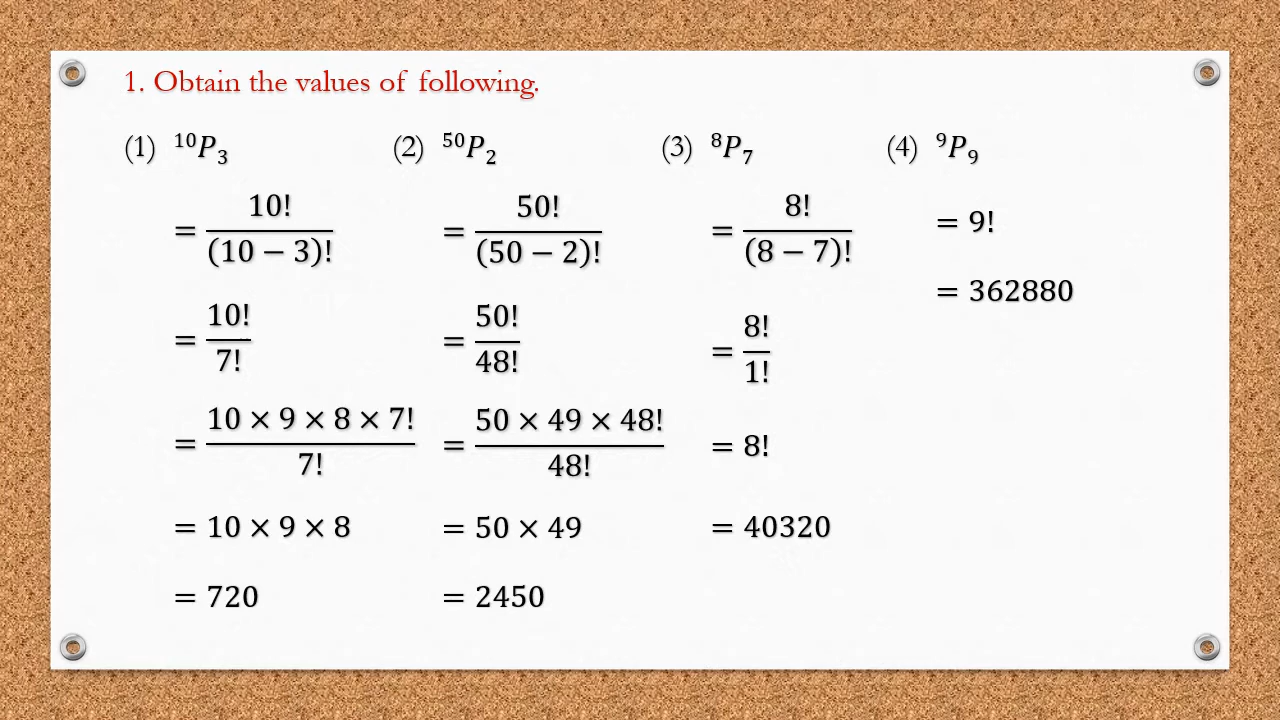 1. Obtain the values of following.
(1) ¹⁰P₃ (2) ⁵⁰P₂ (3) ⁸P₇ (4) ⁹P₉
= 10!/(10 − 3)! = 50!/(50 − 2)! = 8!/(8 − 7)! = 9!
= 10!/7! = 50!/48! = 8!/1! = 362880
= (10 × 9 × 8 × 7!)/7! = (50 × 49 × 48!)/48! = 8!
= 10 × 9 × 8 = 50 × 49 = 40320
= 720 = 2450